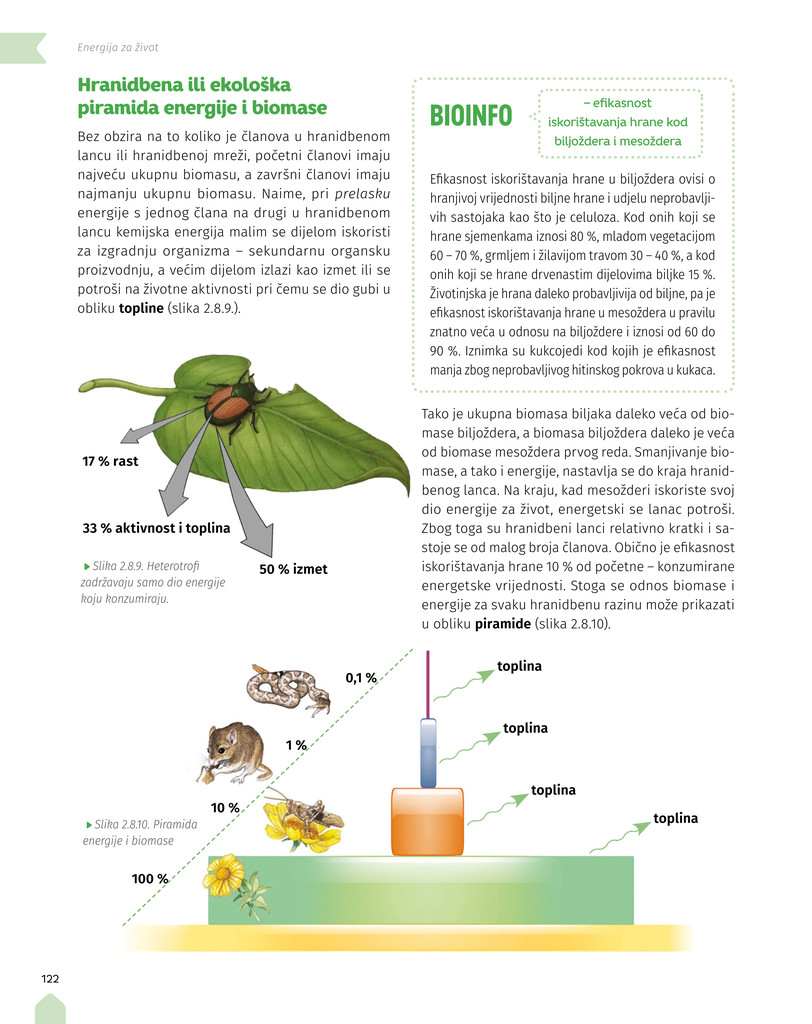 Energija za život
Hranidbena ili ekološka
piramida energije i biomase
Bez obzira na to koliko je članova u hranidbenom
lancu ili hranidbenoj mreži, početni članovi imaju
najveću ukupnu biomasu, a završni članovi imaju
najmanju ukupnu biomasu. Naime, pri prelasku
energije s jednog člana na drugi u hranidbenom
lancu kemijska energija malim se dijelom iskoristi
za izgradnju organizma – sekundarnu organsku
proizvodnju, a većim dijelom izlazi kao izmet ili se
potroši na životne aktivnosti pri čemu se dio gubi u
obliku topline (slika 2.8.9.).
17 % rast
33 % aktivnost i toplina
50 % izmet
Slika 2.8.9. Heterotrofi
zadržavaju samo dio energije
koju konzumiraju.
BIOINFO
– efikasnost
iskorištavanja hrane kod
biljoždera i mesoždera
Efikasnost iskorištavanja hrane u biljoždera ovisi o
hranjivoj vrijednosti biljne hrane i udjelu neprobavlji-
vih sastojaka kao što je celuloza. Kod onih koji se
hrane sjemenkama iznosi 80 %, mladom vegetacijom
60 – 70 %, grmljem i žilavijom travom 30 – 40 %, a kod
onih koji se hrane drvenastim dijelovima biljke 15 %.
Životinjska je hrana daleko probavljivija od biljne, pa je
efikasnost iskorištavanja hrane u mesoždera u pravilu
znatno veća u odnosu na biljoždere i iznosi od 60 do
90 %. Iznimka su kukcojedi kod kojih je efikasnost
manja zbog neprobavljivog hitinskog pokrova u kukaca.
Tako je ukupna biomasa biljaka daleko veća od bio-
mase biljoždera, a biomasa biljoždera daleko je veća
od biomase mesoždera prvog reda. Smanjivanje bio-
mase, a tako i energije, nastavlja se do kraja hranid-
benog lanca. Na kraju, kad mesožderi iskoriste svoj
dio energije za život, energetski se lanac potroši.
Zbog toga su hranidbeni lanci relativno kratki i sa-
stoje se od malog broja članova. Obično je efikasnost
iskorištavanja hrane 10 % od početne – konzumirane
energetske vrijednosti. Stoga se odnos biomase i
energije za svaku hranidbenu razinu može prikazati
u obliku piramide (slika 2.8.10).
0,1 %
toplina
1 %
toplina
10 %
toplina
100 %
toplina
Slika 2.8.10. Piramida
energije i biomase
122